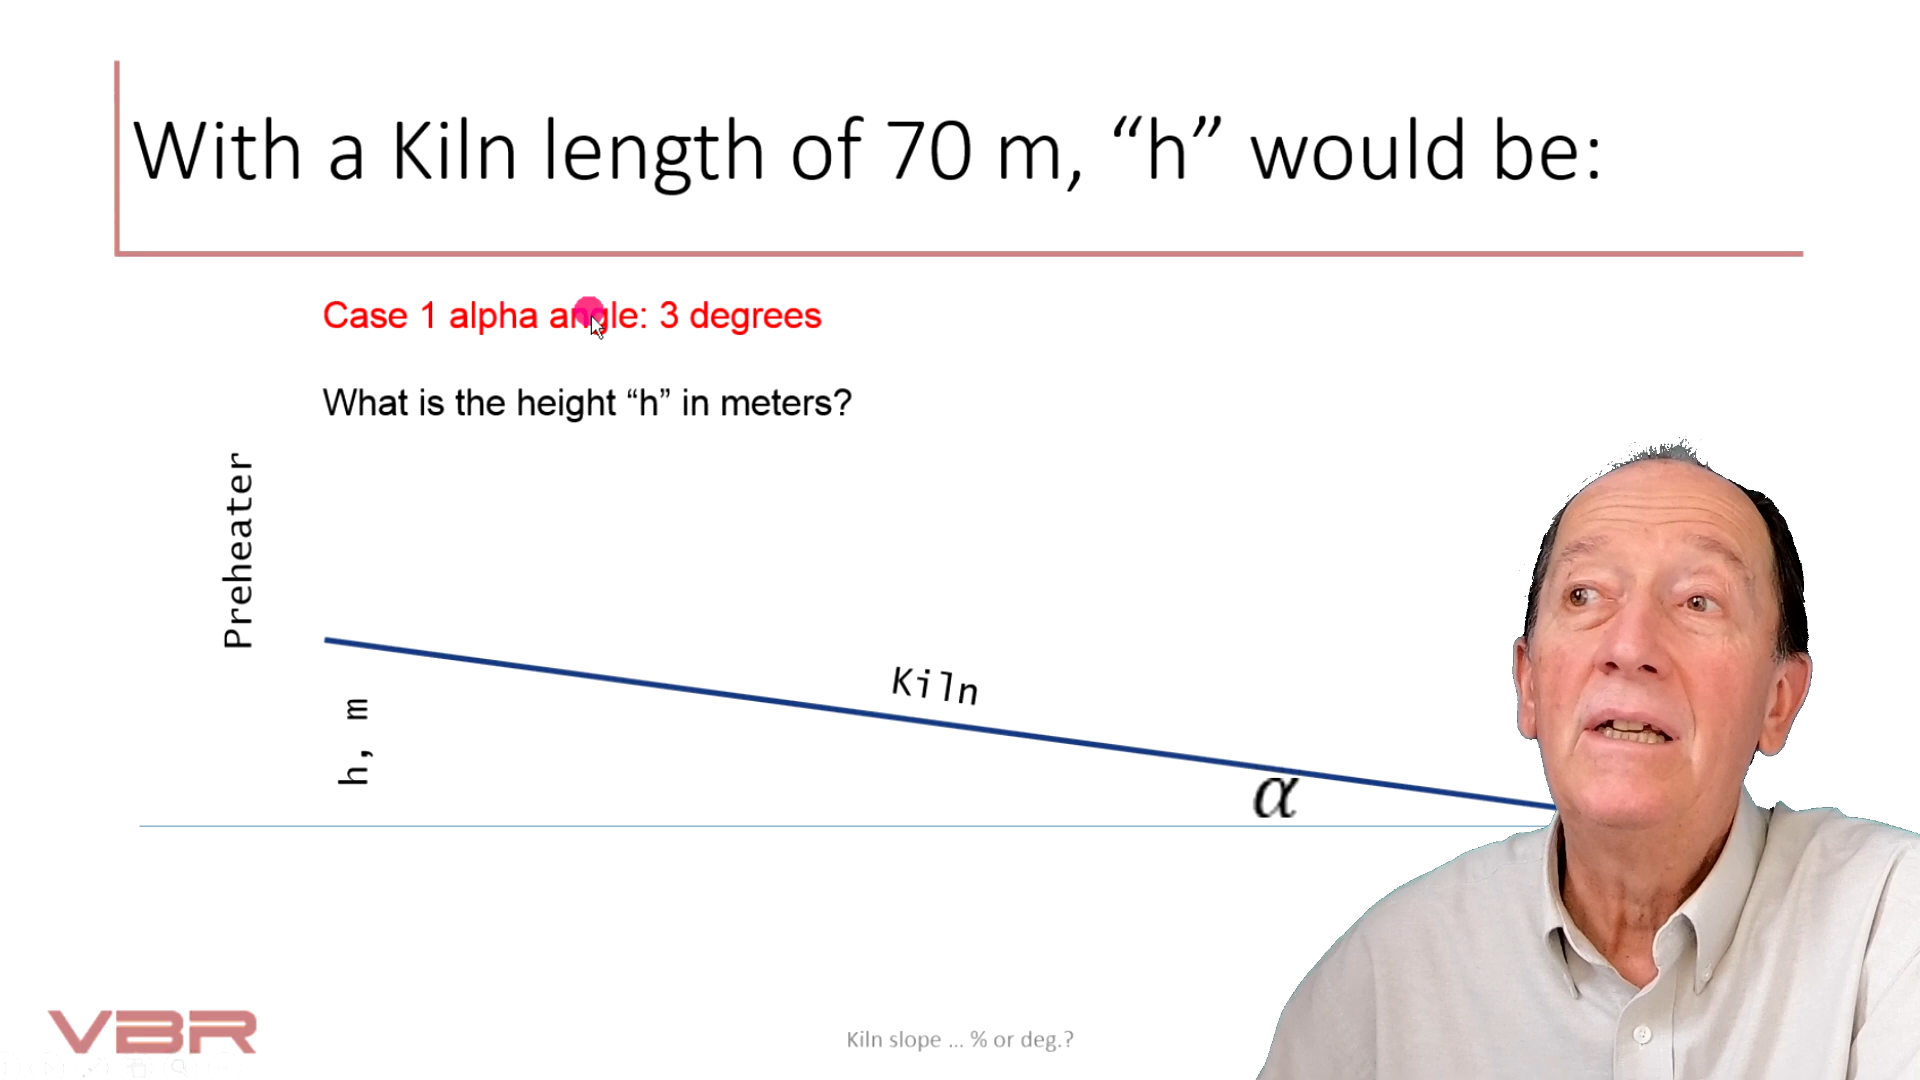 With a Kiln length of 70 m, “h” would be:
Case 1 alpha angle: 3 degrees
What is the height “h” in meters?
Preheater
Kiln
h, m
α
VBR
Kiln slope ... % or deg.?